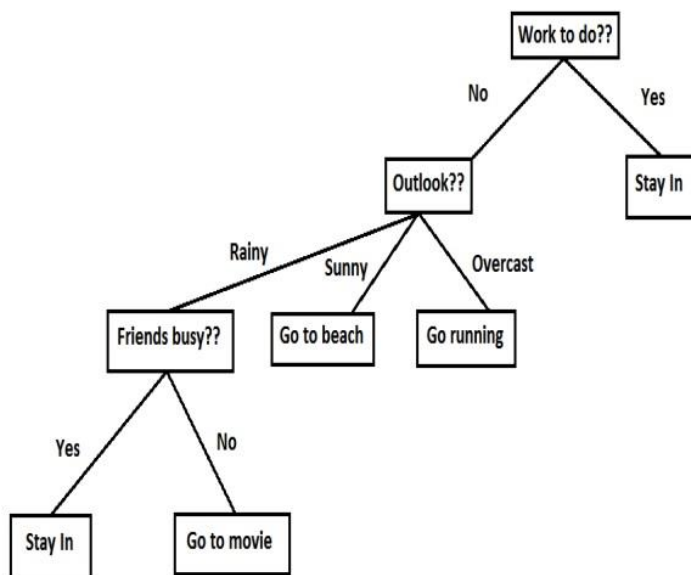 Work to do??
No
Yes
Outlook??
Stay In
Rainy
Sunny
Overcast
Friends busy??
Go to beach
Go running
Yes
No
Stay In
Go to movie